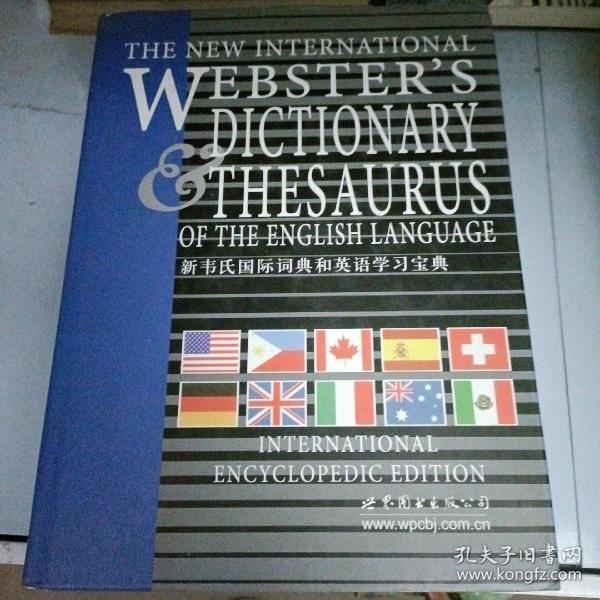 THE NEW INTERNATIONAL
WEBSTER'S
DICTIONARY
& THESAURUS
OF THE ENGLISH LANGUAGE
新韦氏国际词典和英语学习宝典
INTERNATIONAL
ENCYCLOPEDIC EDITION
世界图书出版公司
www.wpcbj.com.cn
孔夫子旧书网
www.kongfz.com